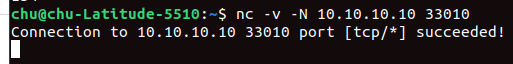 chu@chu-Latitude-5510:~$ nc -v -N 10.10.10.10 33010
Connection to 10.10.10.10 33010 port [tcp/*] succeeded!